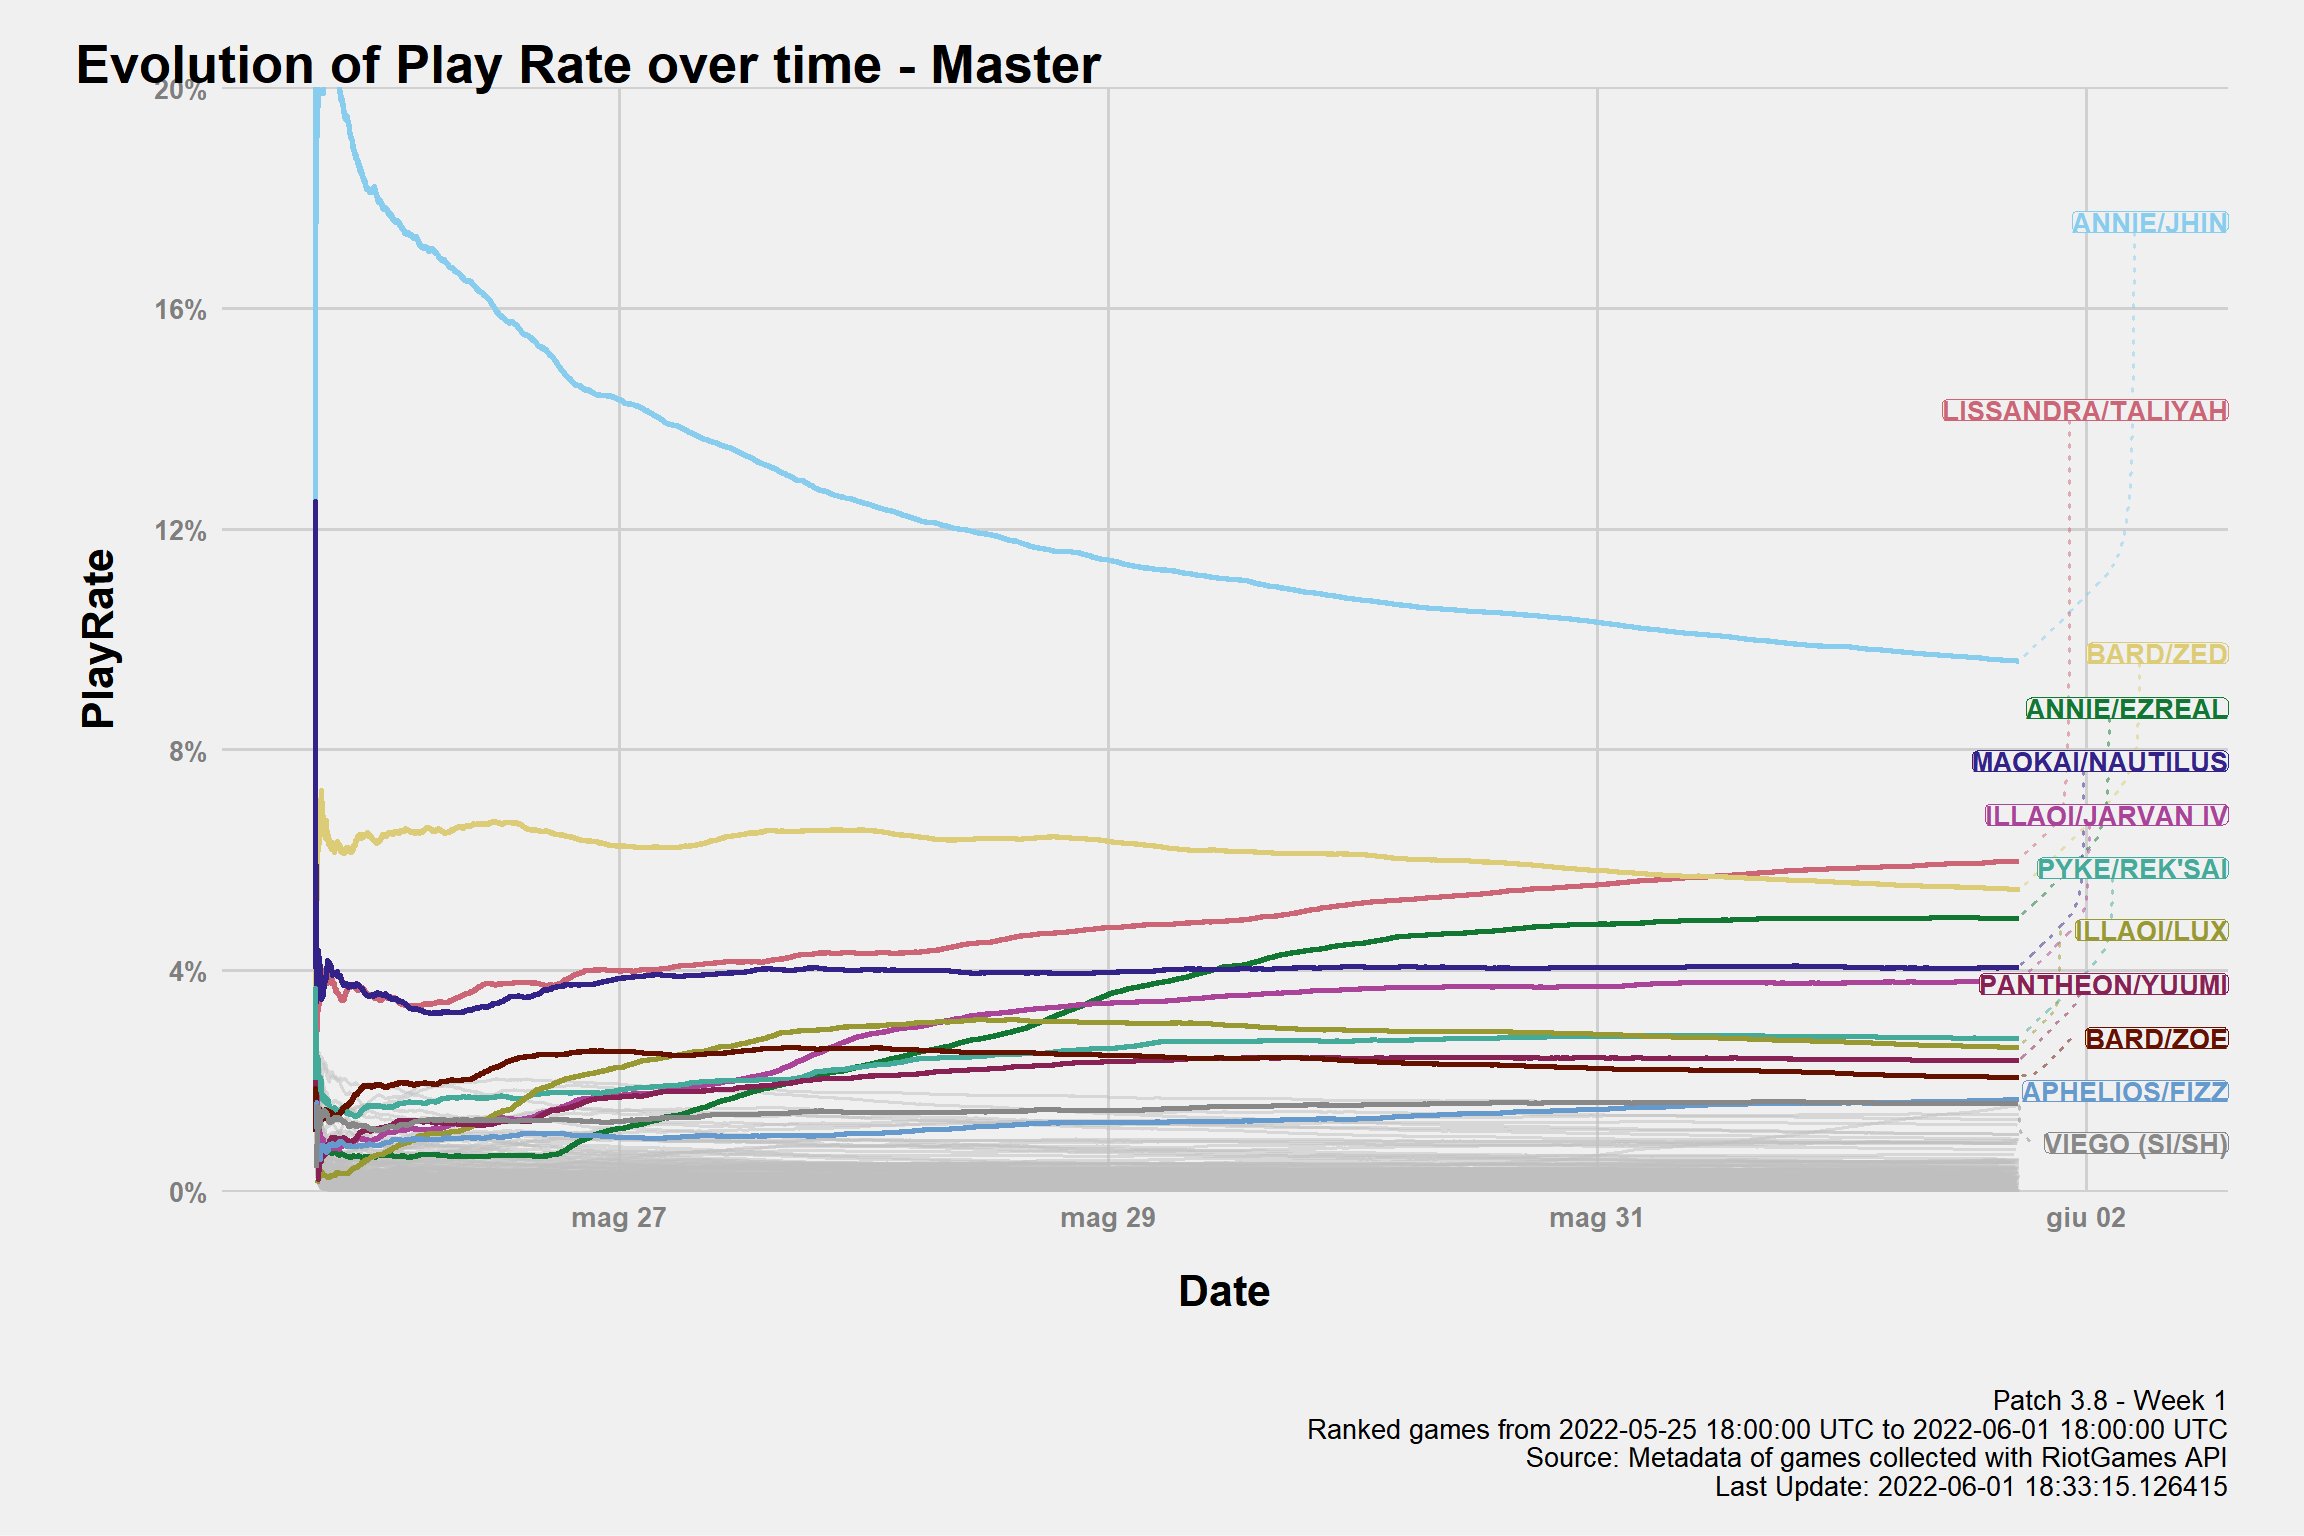 Evolution of Play Rate over time - Master
20%
16%
12%
8%
4%
0%
PlayRate
ANNIE/JHIN
LISSANDRA/TALIYAH
BARD/ZED
ANNIE/EZREAL
MAOKAI/NAUTILUS
ILLAOI/JARVAN IV
PYKE/REK'SAI
ILLAOI/LUX
PANTHEON/YUUMI
BARD/ZOE
APHELIOS/FIZZ
VIEGO (SI/SH)
mag 27
mag 29
mag 31
giu 02
Date
Patch 3.8 - Week 1
Ranked games from 2022-05-25 18:00:00 UTC to 2022-06-01 18:00:00 UTC
Source: Metadata of games collected with RiotGames API
Last Update: 2022-06-01 18:33:15.126415